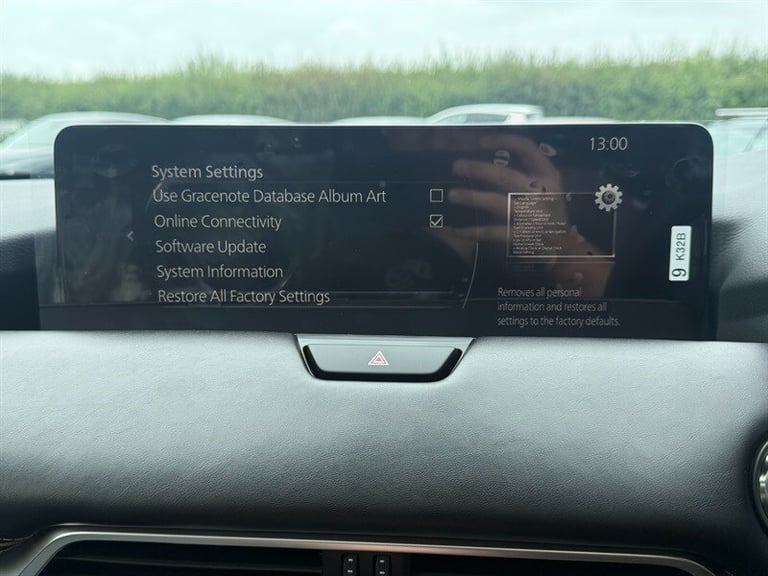 13:00
System Settings
Use Gracenote Database Album Art
Online Connectivity
Software Update
System Information
Restore All Factory Settings
Removes all personal
information and restores all
settings to the factory defaults.
9 K32B